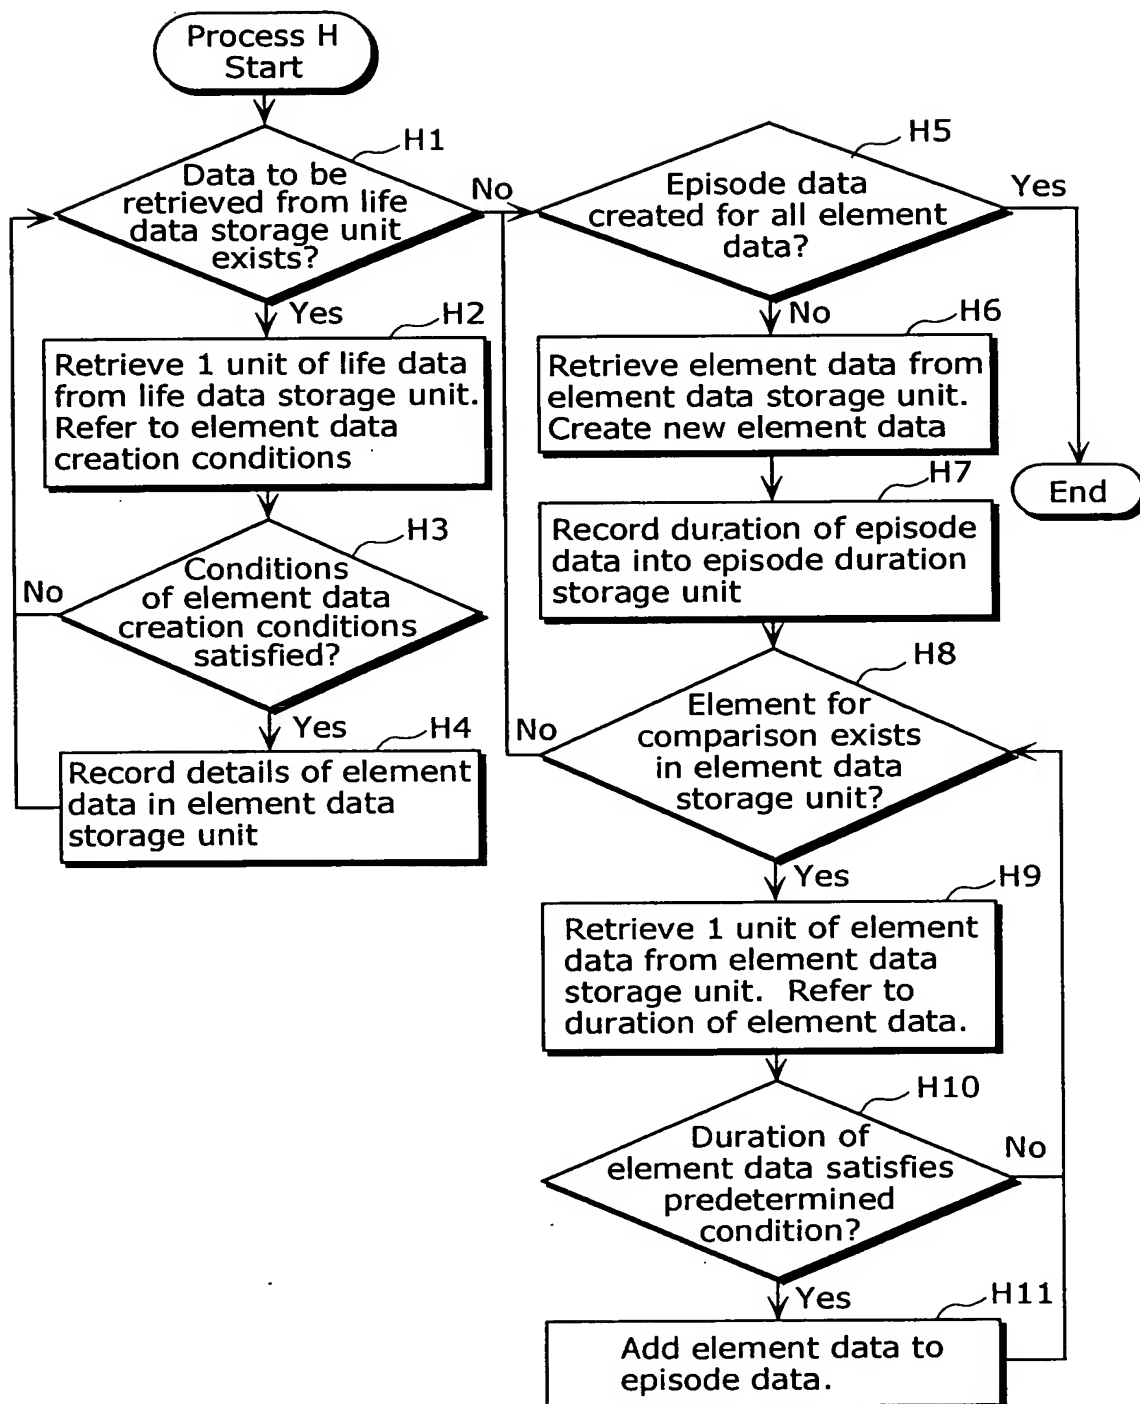 Process H
Start
H1
Data to be
retrieved from life
data storage unit
exists?
No
Yes
H2
Retrieve 1 unit of life data
from life data storage unit.
Refer to element data
creation conditions
H3
Conditions
of element data
creation conditions
satisfied?
No
Yes
H4
Record details of element
data in element data
storage unit
H5
Episode data
created for all element
data?
Yes
No
End
H6
Retrieve element data from
element data storage unit.
Create new element data
H7
Record duration of episode
data into episode duration
storage unit
H8
Element for
comparison exists
in element data
storage unit?
No
Yes
H9
Retrieve 1 unit of element
data from element data
storage unit. Refer to
duration of element data.
H10
Duration of
element data satisfies
predetermined
condition?
No
Yes
H11
Add element data to
episode data.